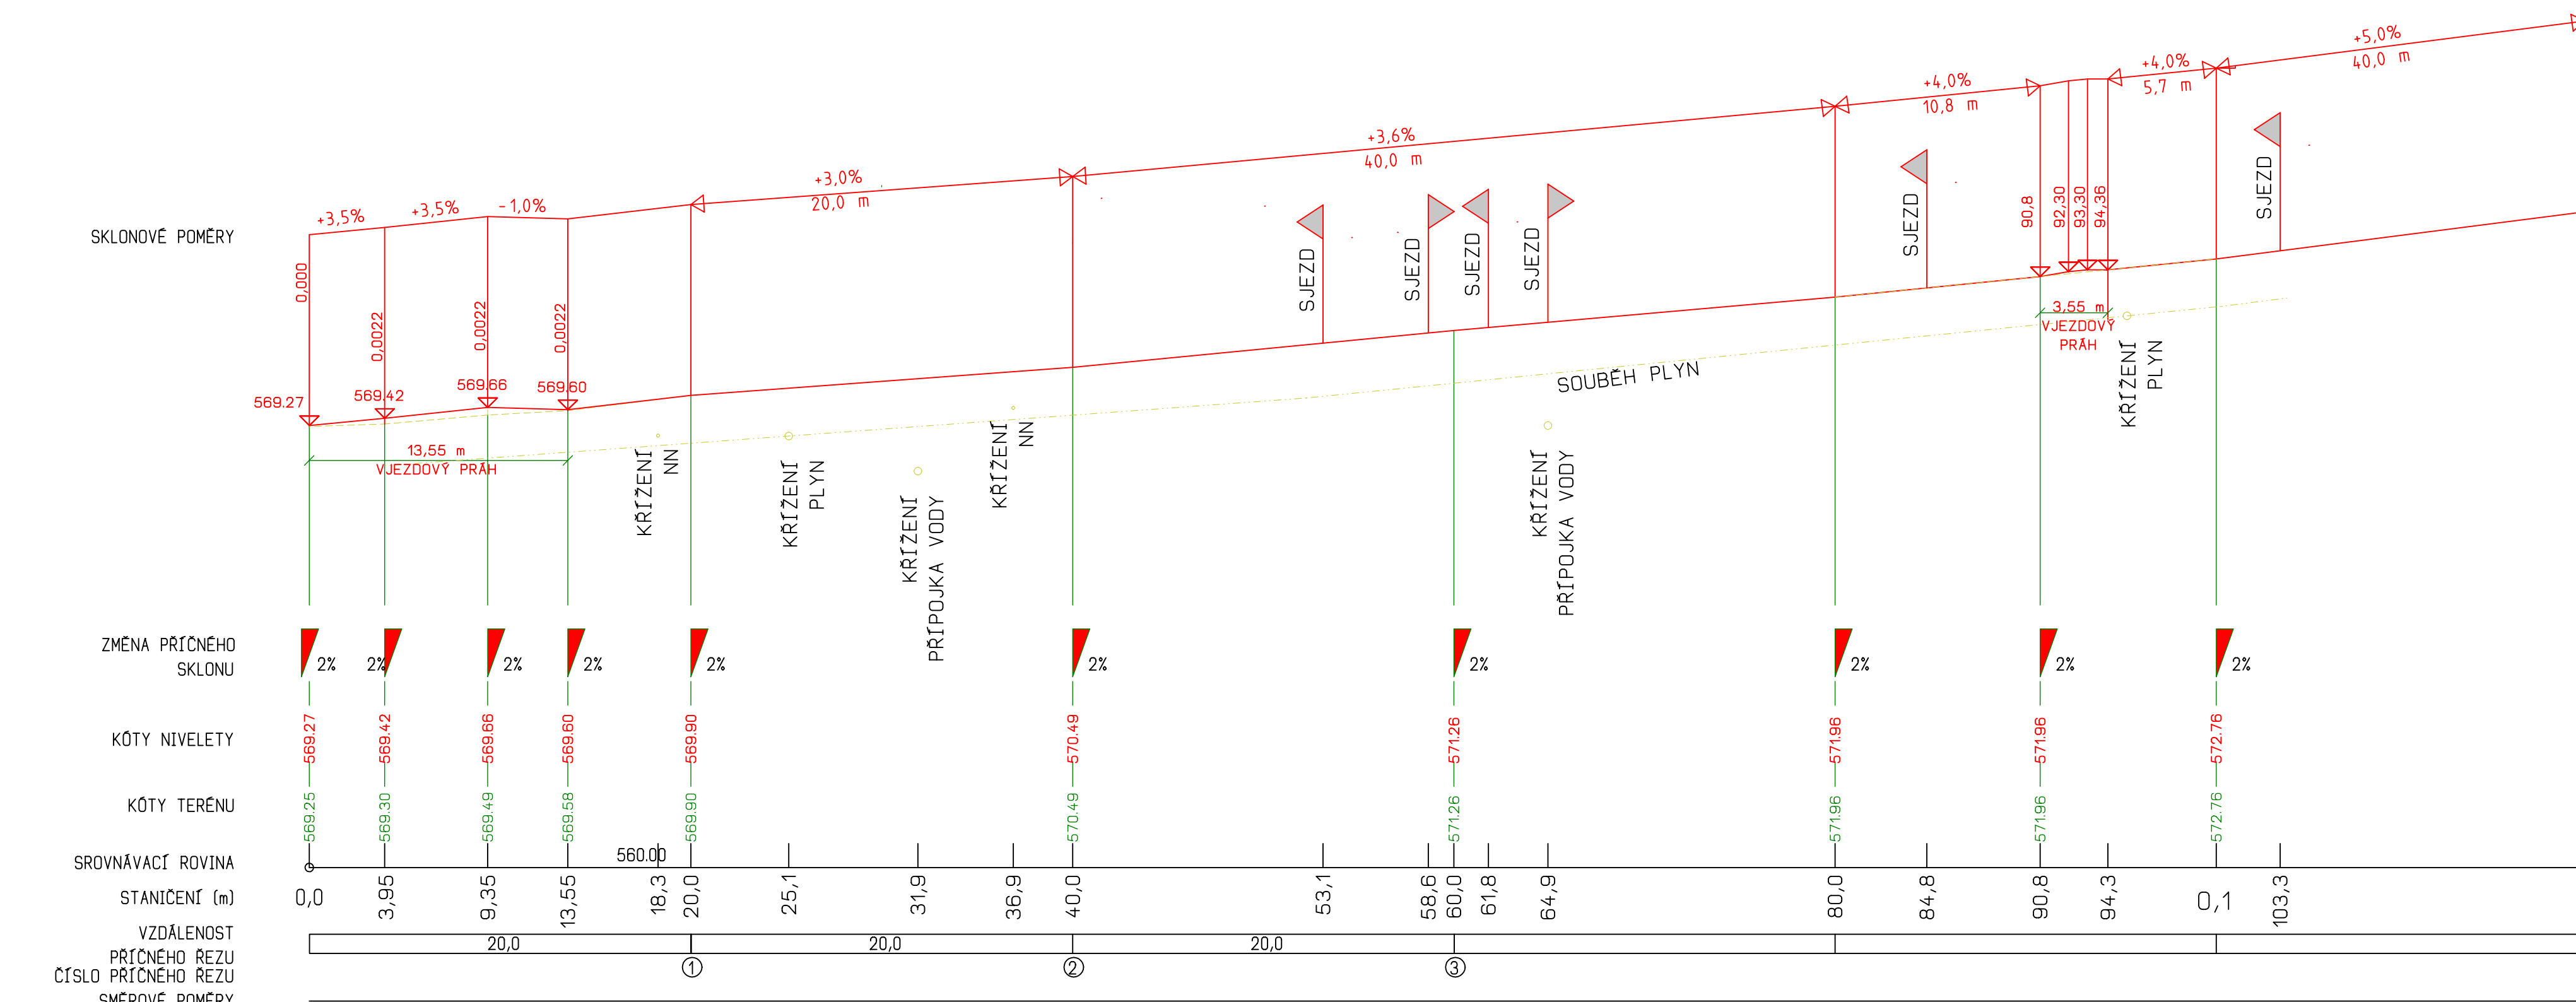 +5,0%
40,0 m
+4,0%
5,7 m
+4,0%
10,8 m
+3,6%
40,0 m
+3,0%
20,0 m
+3,5%
+3,5%
-1,0%
SKLONOVÉ POMĚRY
0,000
0,0022
0,0022
0,0022
569.27
569.42
569.66
569.60
13,55 m
VJEZDOVÝ PRÁH
SJEZD
SJEZD
SJEZD
SJEZD
SJEZD
SJEZD
90,8
92,30
93,30
94,36
3,55 m
VJEZDOVÝ
PRÁH
KŘÍŽENÍ
NN
KŘÍŽENÍ
PLYN
KŘÍŽENÍ
PŘÍPOJKA VODY
KŘÍŽENÍ
NN
KŘÍŽENÍ
PŘÍPOJKA VODY
SOUBĚH PLYN
KŘÍŽENÍ
PLYN
ZMĚNA PŘÍČNÉHO
SKLONU
2% 2% 2% 2% 2% 2% 2% 2% 2% 2%
KÓTY NIVELETY
569.27 569.42 569.66 569.60 569.90 570.49 571.26 571.96 571.96 572.76
KÓTY TERÉNU
569.25 569.30 569.49 569.58 569.90 570.49 571.26 571.96 571.96 572.76
SROVNÁVACÍ ROVINA 560.00
STANIČENÍ (m)
0,0 3,95 9,35 13,55 18,3 20,0 25,1 31,9 36,9 40,0 53,1 58,6 60,0 61,8 64,9 80,0 84,8 90,8 94,3 0,1 103,3
VZDÁLENOST
PŘÍČNÉHO ŘEZU
20,0 20,0 20,0
ČÍSLO PŘÍČNÉHO ŘEZU
1 2 3
SMĚROVÉ POMĚRY